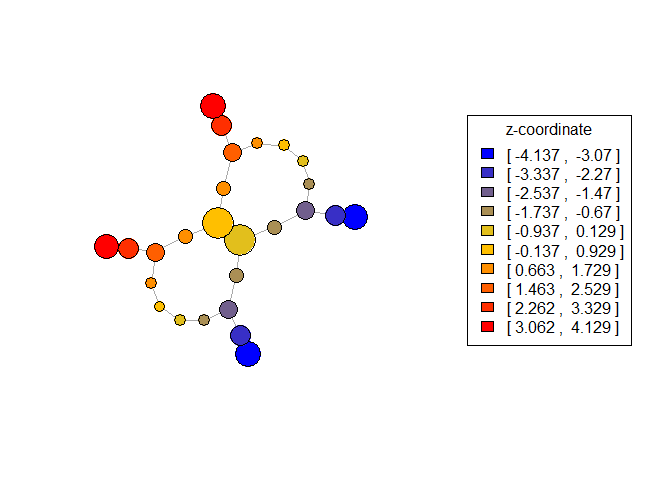 z-coordinate
[ -4.137 ,  -3.07 ]
[ -3.337 ,  -2.27 ]
[ -2.537 ,  -1.47 ]
[ -1.737 ,  -0.67 ]
[ -0.937 ,  0.129 ]
[ -0.137 ,  0.929 ]
[ 0.663 ,  1.729 ]
[ 1.463 ,  2.529 ]
[ 2.262 ,  3.329 ]
[ 3.062 ,  4.129 ]